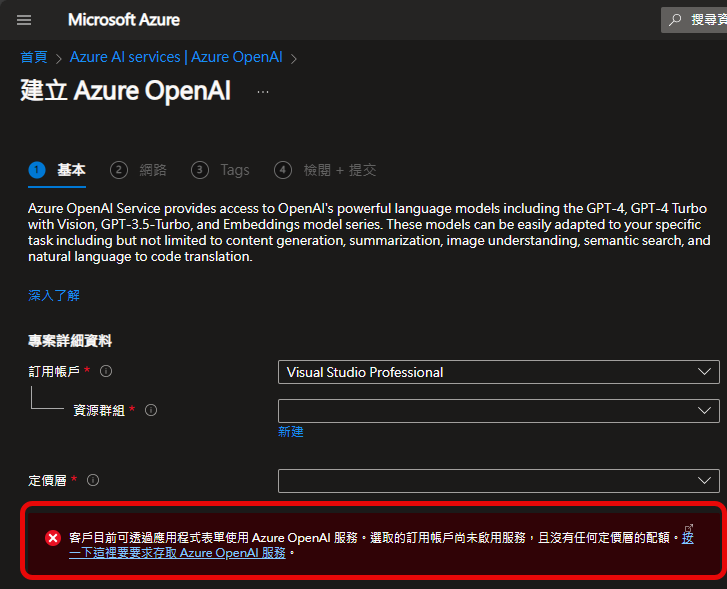 Microsoft Azure
搜尋資
首頁 > Azure AI services | Azure OpenAI >
建立 Azure OpenAI ...
1 基本 2 網路 3 Tags 4 檢閱 + 提交
Azure OpenAI Service provides access to OpenAI's powerful language models including the GPT-4, GPT-4 Turbo
with Vision, GPT-3.5-Turbo, and Embeddings model series. These models can be easily adapted to your specific
task including but not limited to content generation, summarization, image understanding, semantic search, and
natural language to code translation.
深入了解
專案詳細資料
訂用帳戶 * Visual Studio Professional
資源群組 *
新建
定價層 *
客戶目前可透過應用程式表單使用 Azure OpenAI 服務。選取的訂用帳戶尚未啟用服務，且沒有任何定價層的配額。按
一下這裡要要求存取 Azure OpenAI 服務。